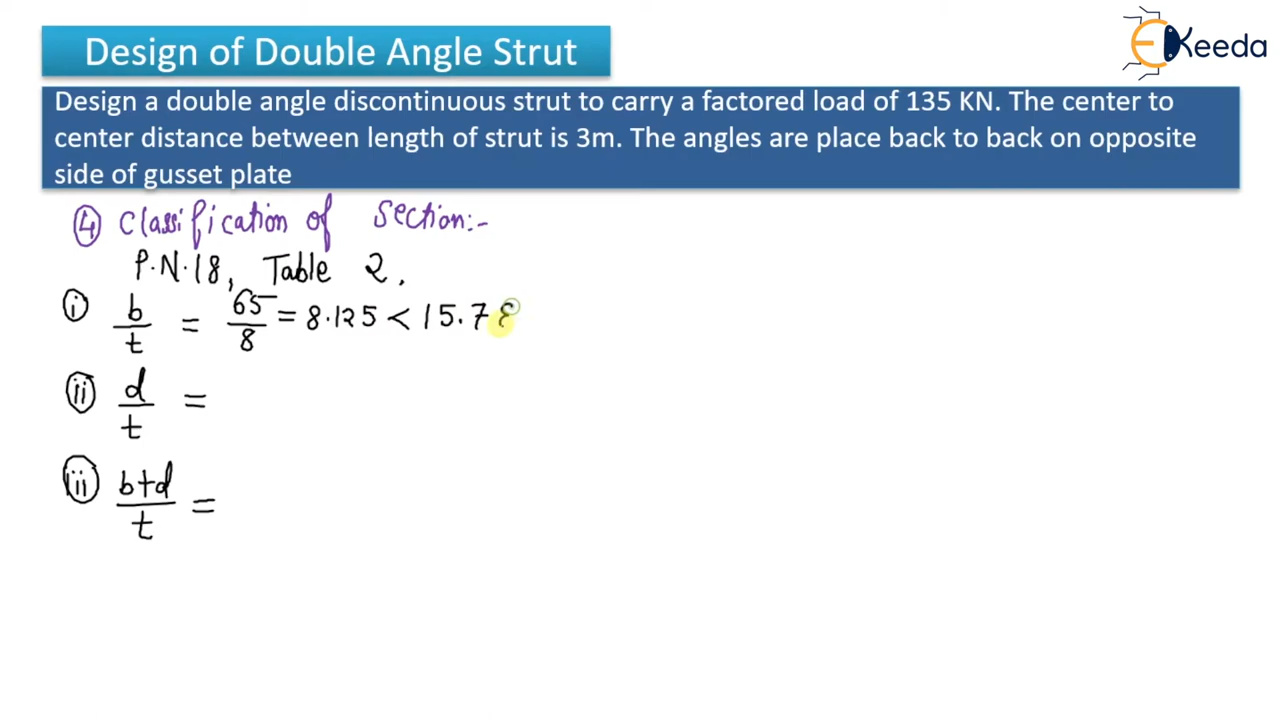 Design of Double Angle Strut
Keeda
Design a double angle discontinuous strut to carry a factored load of 135 KN. The center to
center distance between length of strut is 3m. The angles are place back to back on opposite
side of gusset plate
④ Classification of section:-
P.N.18, Table 2.
(i) b/t = 65/8 = 8.125 < 15.7ε
(ii) d/t =
(iii) b+d/t =